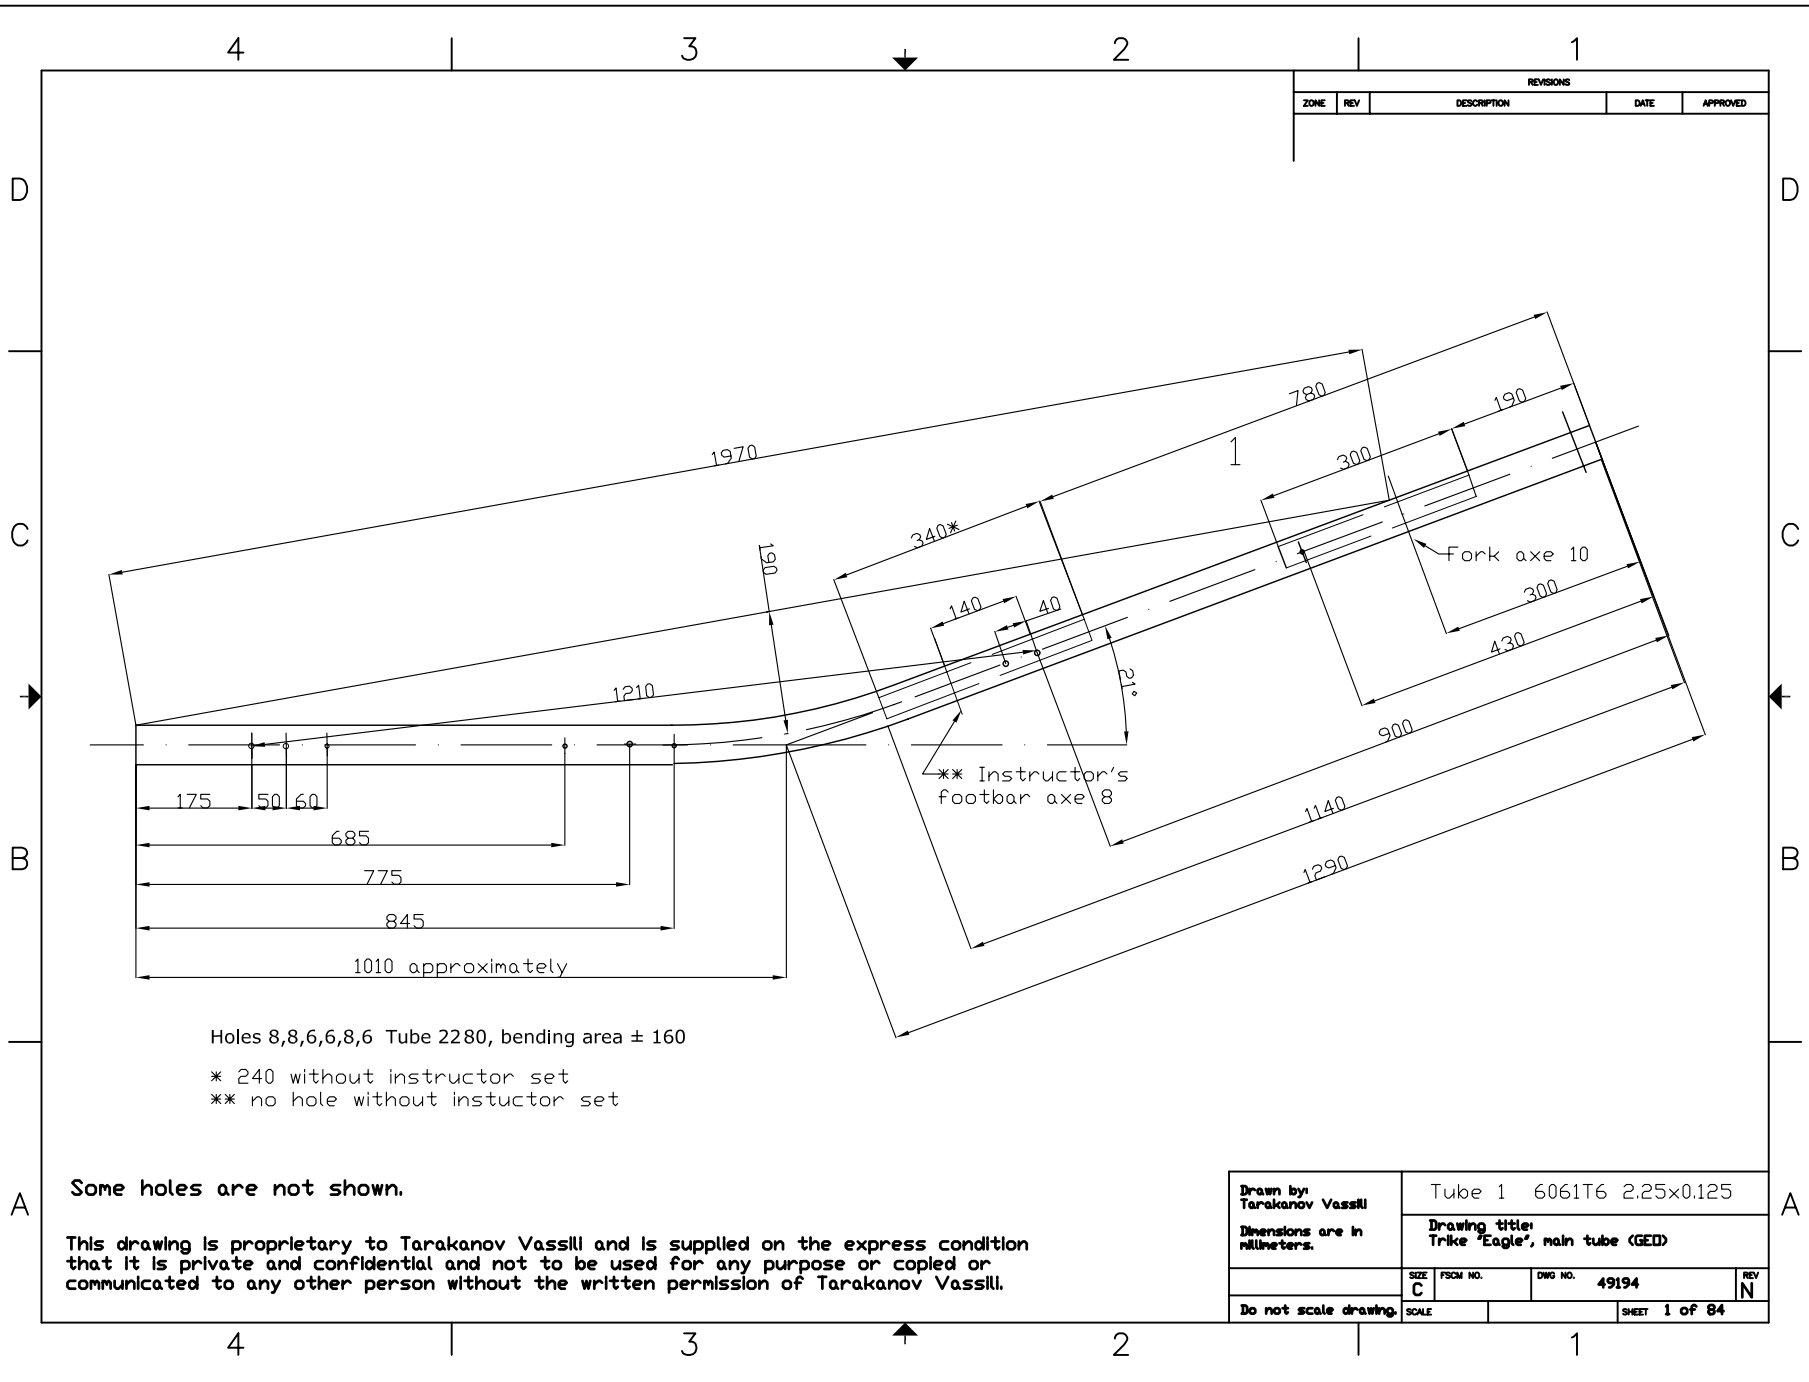 4 3 2 1
REVISIONS
ZONE REV DESCRIPTION DATE APPROVED
D D
780
190
1970
1
300
340*
C C
190
Fork axe 10
140 40
300
430
1210
21°
900
** Instructor's
footbar axe 8
175 50 60
1140
685
B B
1290
775
845
1010 approximately
Holes 8,8,6,6,8,6 Tube 2280, bending area ± 160
* 240 without instructor set
** no hole without instuctor set
Some holes are not shown.
A A
This drawing is proprietary to Tarakanov Vassili and is supplied on the express condition
that it is private and confidential and not to be used for any purpose or copied or
communicated to any other person without the written permission of Tarakanov Vassili.
Drawn by:
Tarakanov Vassili
Dimensions are in
millimeters.
Tube 1 6061T6 2.25x0.125
Drawing title:
Trike "Eagle", main tube (GEO)
SIZE FSCM NO. DWG NO. REV
C 49194 N
Do not scale drawing. SCALE SHEET 1 of 84
4 3 2 1